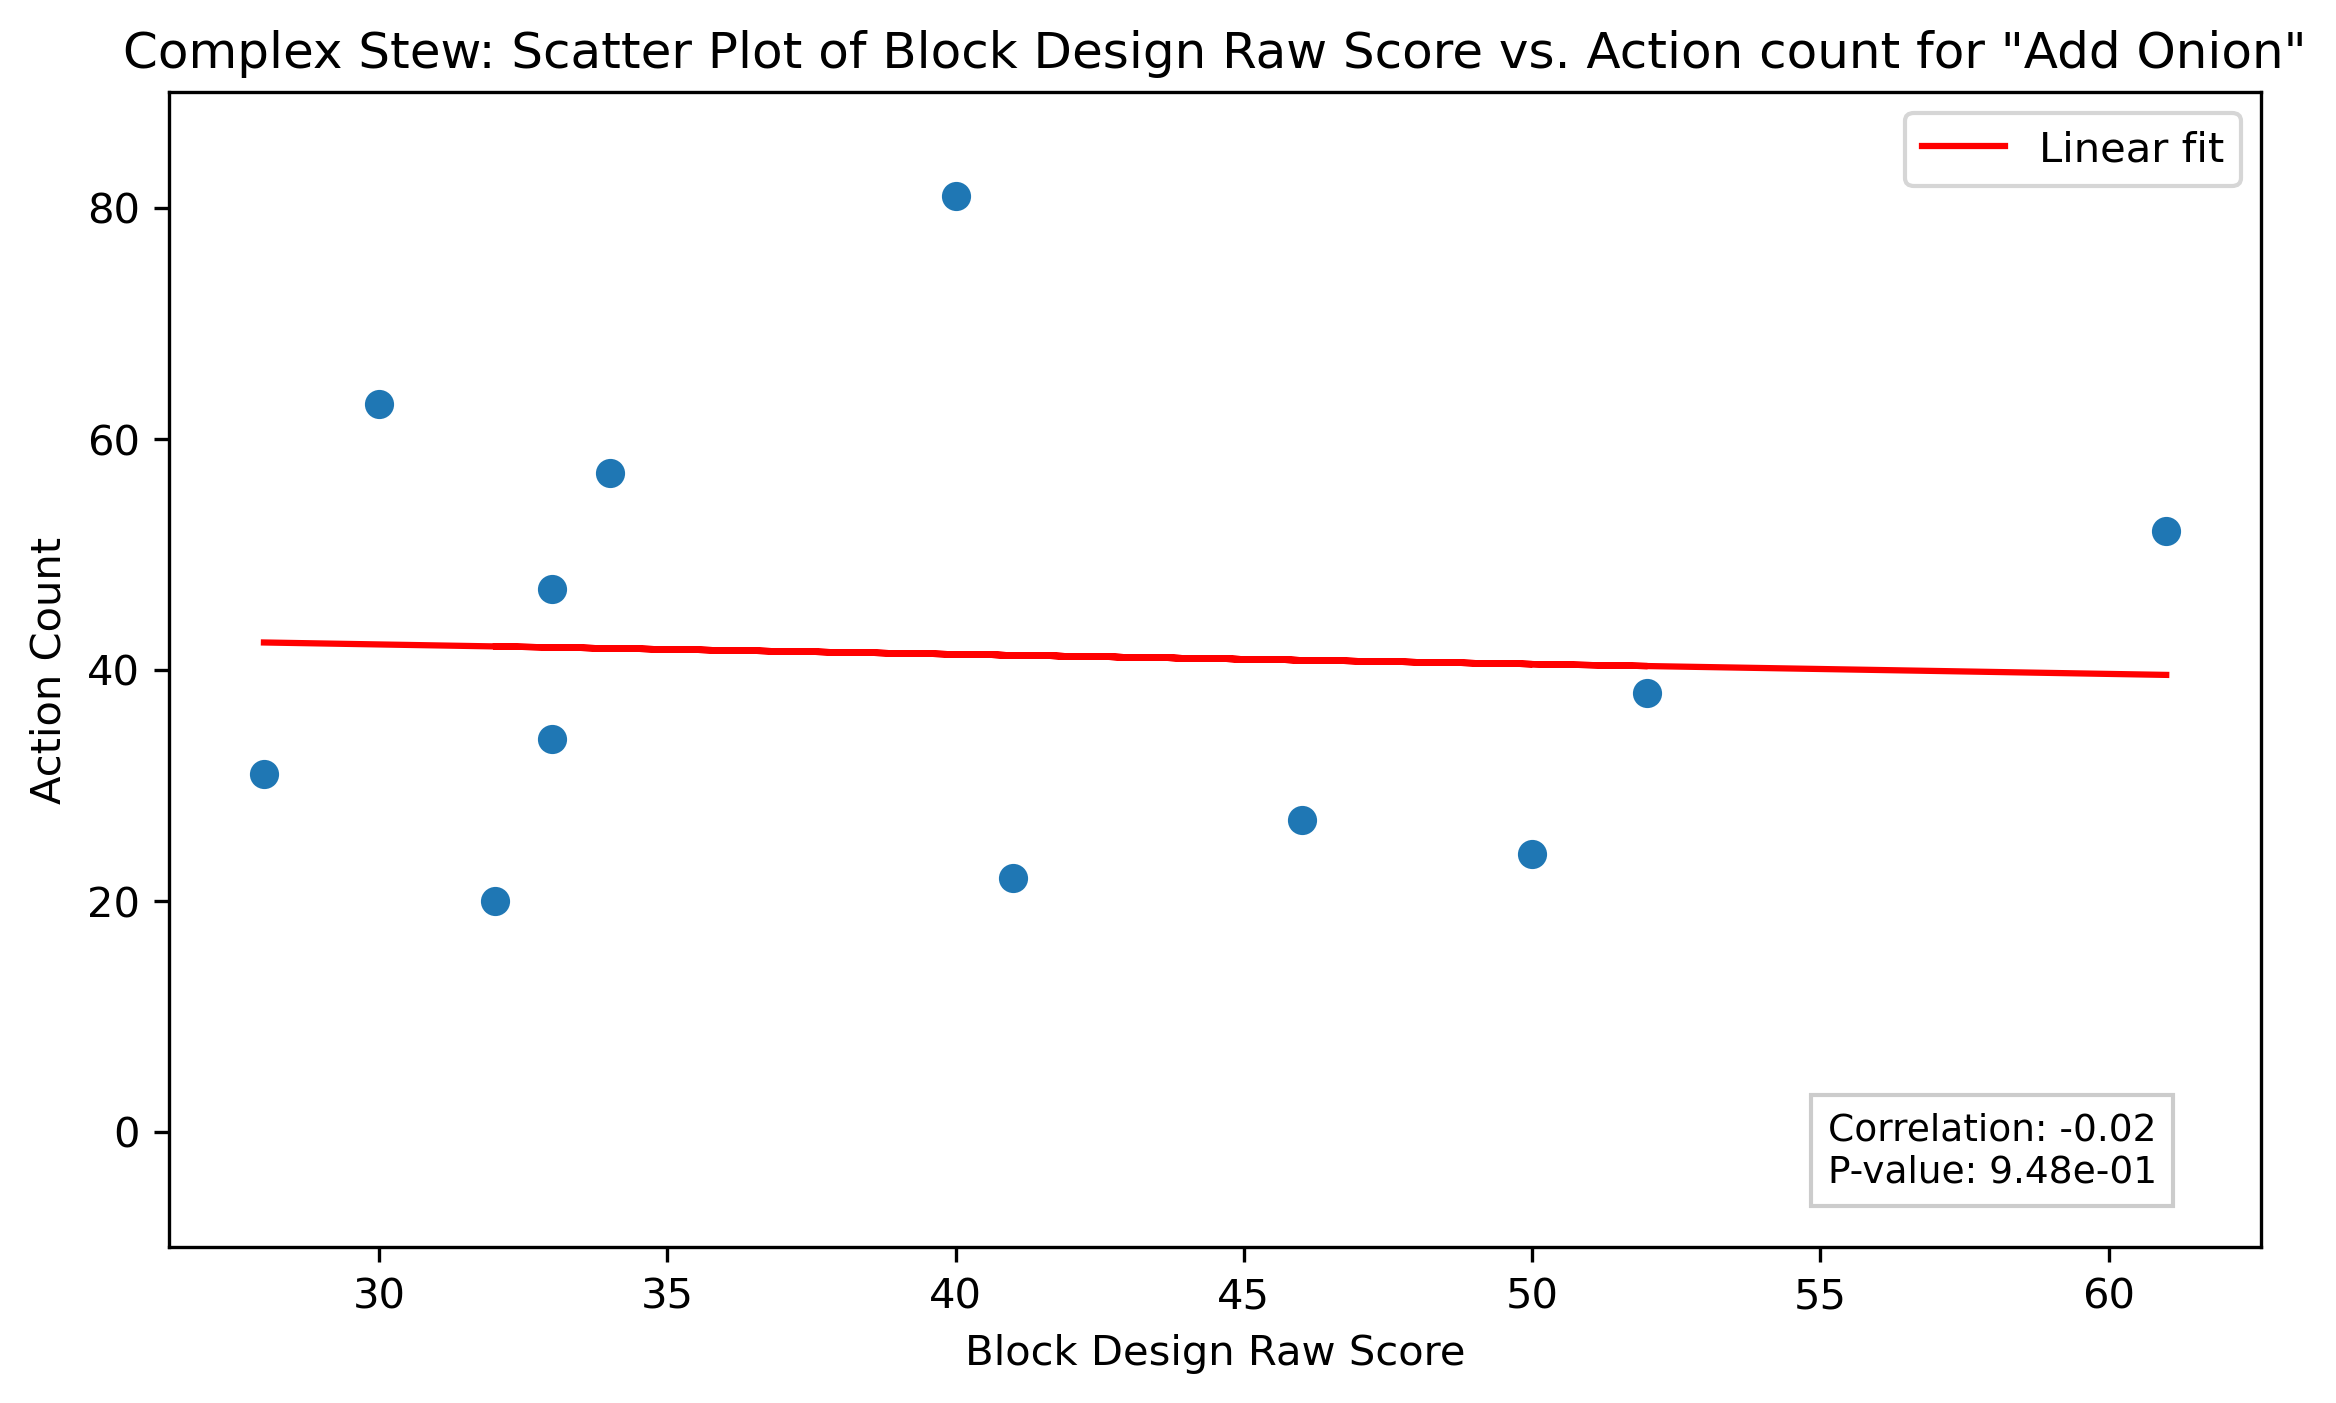 Complex Stew: Scatter Plot of Block Design Raw Score vs. Action count for "Add Onion"
Linear fit
80
60
40
20
0
Action Count
Correlation: -0.02
P-value: 9.48e-01
30 35 40 45 50 55 60
Block Design Raw Score